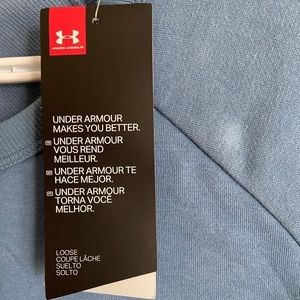 UNDER ARMOUR
UNDER ARMOUR
MAKES YOU BETTER.
UNDER ARMOUR
VOUS REND
MEILLEUR.
UNDER ARMOUR TE
HACE MEJOR.
UNDER ARMOUR
TORNA VOCÊ
MELHOR.
LOOSE
COUPE LÂCHE
SUELTO
SOLTO